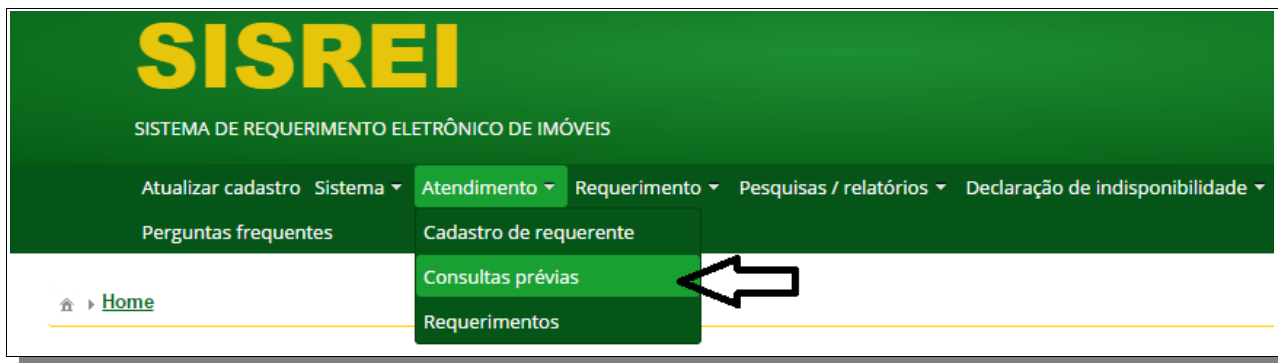 SISREI
SISTEMA DE REQUERIMENTO ELETRÔNICO DE IMÓVEIS
Atualizar cadastro Sistema Atendimento Requerimento Pesquisas / relatórios Declaração de indisponibilidade
Perguntas frequentes
Cadastro de requerente
Consultas prévias
Requerimentos
Home